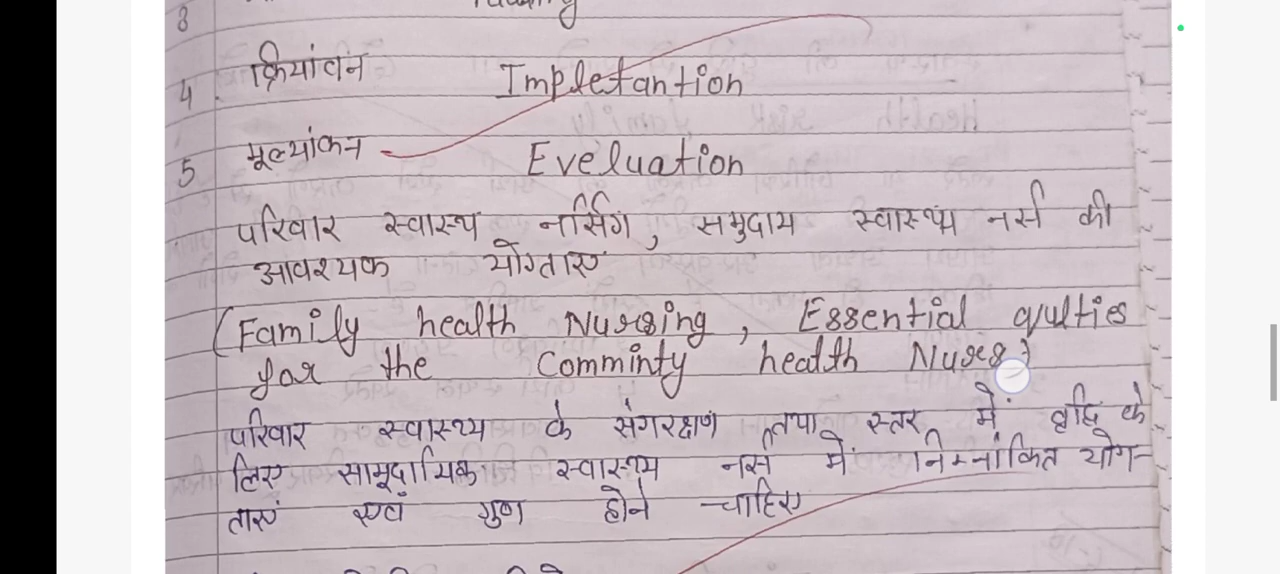 3
4 क्रियांवन Impletantion
5 मूल्यांकन Eveluation
परिवार स्वास्थ्य नर्सिंग, समुदाय स्वास्थ्य नर्स की
आवश्यक योग्ताएं
(Family health Nursing, Essential qulties
for the Comminty health Nurse)
परिवार स्वास्थ्य के संगरक्षण तथा स्तर में वृद्धि के
लिए सामूदायिक स्वास्थ्य नर्स में निम्नांकित योग-
ताएं एवं गुण होने चाहिए